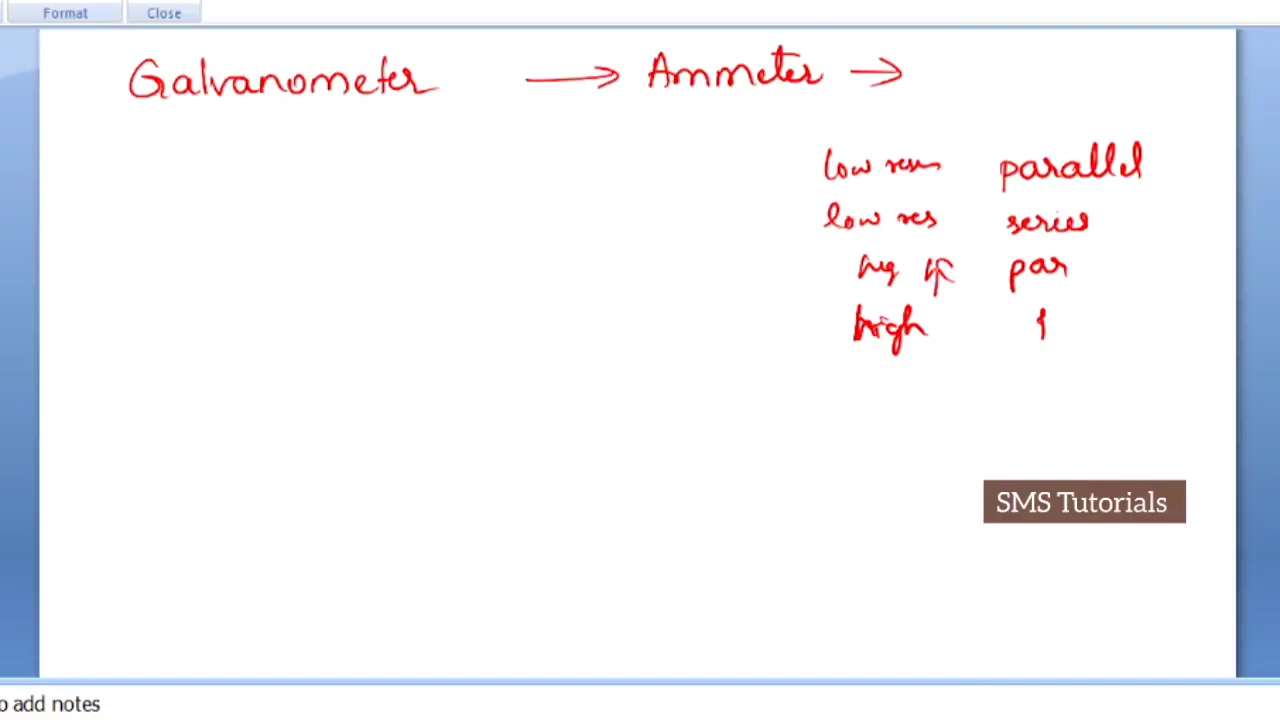 Format Close
Galvanometer → Ammeter →
low res parallel
low res series
par
high
SMS Tutorials
o add notes